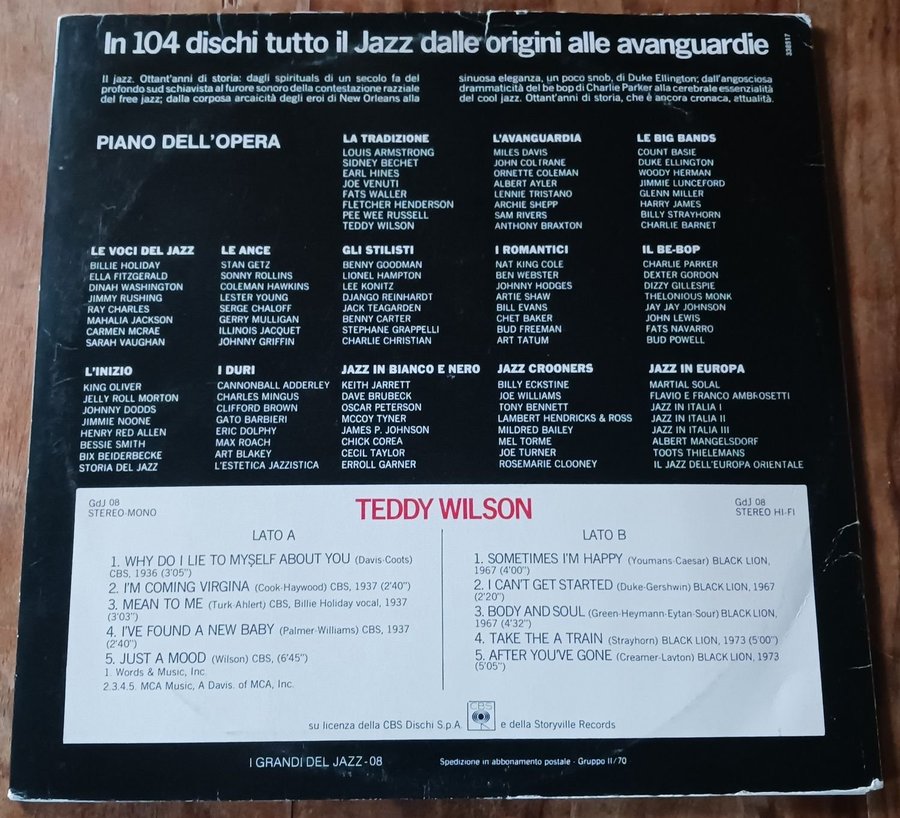 In 104 dischi tutto il Jazz dalle origini alle avanguardie
338517
Il jazz. Ottant'anni di storia: dagli spirituals di un secolo fa del
profondo sud schiavista al furore sonoro della contestazione razziale
del free jazz; dalla corposa arcaicità degli eroi di New Orleans alla
sinuosa eleganza, un poco snob, di Duke Ellington; dall'angosciosa
drammaticità del be bop di Charlie Parker alla cerebrale essenzialità
del cool jazz. Ottant'anni di storia, che è ancora cronaca, attualità.
PIANO DELL'OPERA
LA TRADIZIONE
LOUIS ARMSTRONG
SIDNEY BECHET
EARL HINES
JOE VENUTI
FATS WALLER
FLETCHER HENDERSON
PEE WEE RUSSELL
TEDDY WILSON
L'AVANGUARDIA
MILES DAVIS
JOHN COLTRANE
ORNETTE COLEMAN
ALBERT AYLER
LENNIE TRISTANO
ARCHIE SHEPP
SAM RIVERS
ANTHONY BRAXTON
LE BIG BANDS
COUNT BASIE
DUKE ELLINGTON
WOODY HERMAN
JIMMIE LUNCEFORD
GLENN MILLER
HARRY JAMES
BILLY STRAYHORN
CHARLIE BARNET
LE VOCI DEL JAZZ
BILLIE HOLIDAY
ELLA FITZGERALD
DINAH WASHINGTON
JIMMY RUSHING
RAY CHARLES
MAHALIA JACKSON
CARMEN MCRAE
SARAH VAUGHAN
LE ANCE
STAN GETZ
SONNY ROLLINS
COLEMAN HAWKINS
LESTER YOUNG
SERGE CHALOFF
GERRY MULLIGAN
ILLINOIS JACQUET
JOHNNY GRIFFIN
GLI STILISTI
BENNY GOODMAN
LIONEL HAMPTON
LEE KONITZ
DJANGO REINHARDT
JACK TEAGARDEN
BENNY CARTER
STEPHANE GRAPPELLI
CHARLIE CHRISTIAN
I ROMANTICI
NAT KING COLE
BEN WEBSTER
JOHNNY HODGES
ARTIE SHAW
BILL EVANS
CHET BAKER
BUD FREEMAN
ART TATUM
IL BE-BOP
CHARLIE PARKER
DEXTER GORDON
DIZZY GILLESPIE
THELONIOUS MONK
JAY JAY JOHNSON
JOHN LEWIS
FATS NAVARRO
BUD POWELL
L'INIZIO
KING OLIVER
JELLY ROLL MORTON
JOHNNY DODDS
JIMMIE NOONE
HENRY RED ALLEN
BESSIE SMITH
BIX BEIDERBECKE
STORIA DEL JAZZ
I DURI
CANNONBALL ADDERLEY
CHARLES MINGUS
CLIFFORD BROWN
GATO BARBIERI
ERIC DOLPHY
MAX ROACH
ART BLAKEY
L'ESTETICA JAZZISTICA
JAZZ IN BIANCO E NERO
KEITH JARRETT
DAVE BRUBECK
OSCAR PETERSON
MCCOY TYNER
JAMES P. JOHNSON
CHICK COREA
CECIL TAYLOR
ERROLL GARNER
JAZZ CROONERS
BILLY ECKSTINE
JOE WILLIAMS
TONY BENNETT
LAMBERT HENDRICKS & ROSS
MILDRED BAILEY
MEL TORME
JOE TURNER
ROSEMARIE CLOONEY
JAZZ IN EUROPA
MARTIAL SOLAL
FLAVIO E FRANCO AMBROSETTI
JAZZ IN ITALIA I
JAZZ IN ITALIA II
JAZZ IN ITALIA III
ALBERT MANGELSDORF
TOOTS THIELEMANS
IL JAZZ DELL'EUROPA ORIENTALE
GdJ 08
STEREO-MONO
TEDDY WILSON
GdJ 08
STEREO HI-FI
LATO A
1. WHY DO I LIE TO MYSELF ABOUT YOU (Davis-Coots)
CBS, 1936 (3'05")
2. I'M COMING VIRGINA (Cook-Haywood) CBS, 1937 (2'40")
3. MEAN TO ME (Turk-Ahlert) CBS, Billie Holiday vocal, 1937
(3'03")
4. I'VE FOUND A NEW BABY (Palmer-Williams) CBS, 1937
(2'40")
5. JUST A MOOD (Wilson) CBS, (6'45")
1. Words & Music, Inc
2.3.4.5. MCA Music, A Davis. of MCA, Inc.
LATO B
1. SOMETIMES I'M HAPPY (Youmans-Caesar) BLACK LION,
1967 (4'00")
2. I CAN'T GET STARTED (Duke-Gershwin) BLACK LION, 1967
(2'20")
3. BODY AND SOUL (Green-Heymann-Eytan-Sour) BLACK LION,
1967 (4'32")
4. TAKE THE A TRAIN (Strayhorn) BLACK LION, 1973 (5'00")
5. AFTER YOU'VE GONE (Creamer-Layton) BLACK LION, 1973
(5'05")
su licenza della CBS Dischi S.p.A. CBS e della Storyville Records
I GRANDI DEL JAZZ - 08
Spedizione in abbonamento postale - Gruppo II/70